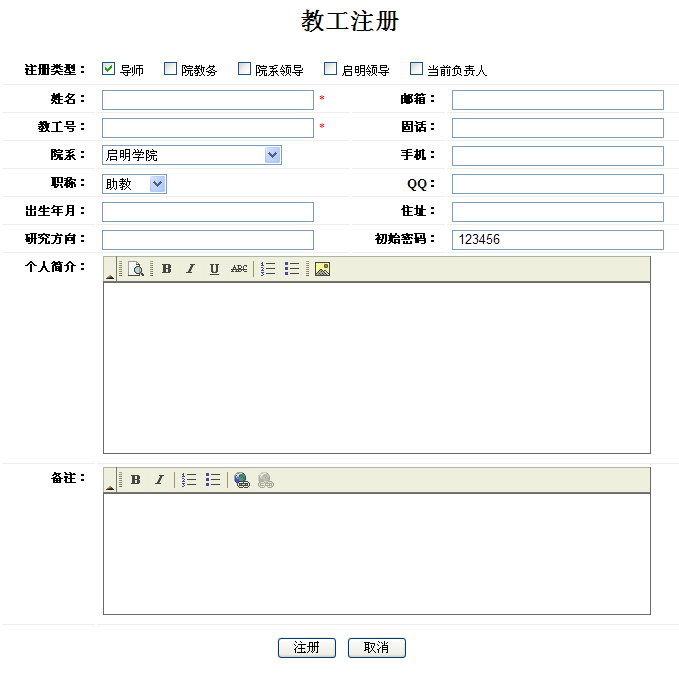 教工注册
注册类型： 导师 院教务 院系领导 启明领导 当前负责人
姓名： * 邮箱：
教工号： * 固话：
院系： 启明学院 手机：
职称： 助教 QQ：
出生年月： 住址：
研究方向： 初始密码： 123456
个人简介： B I U ABC
备注： B I
注册 取消